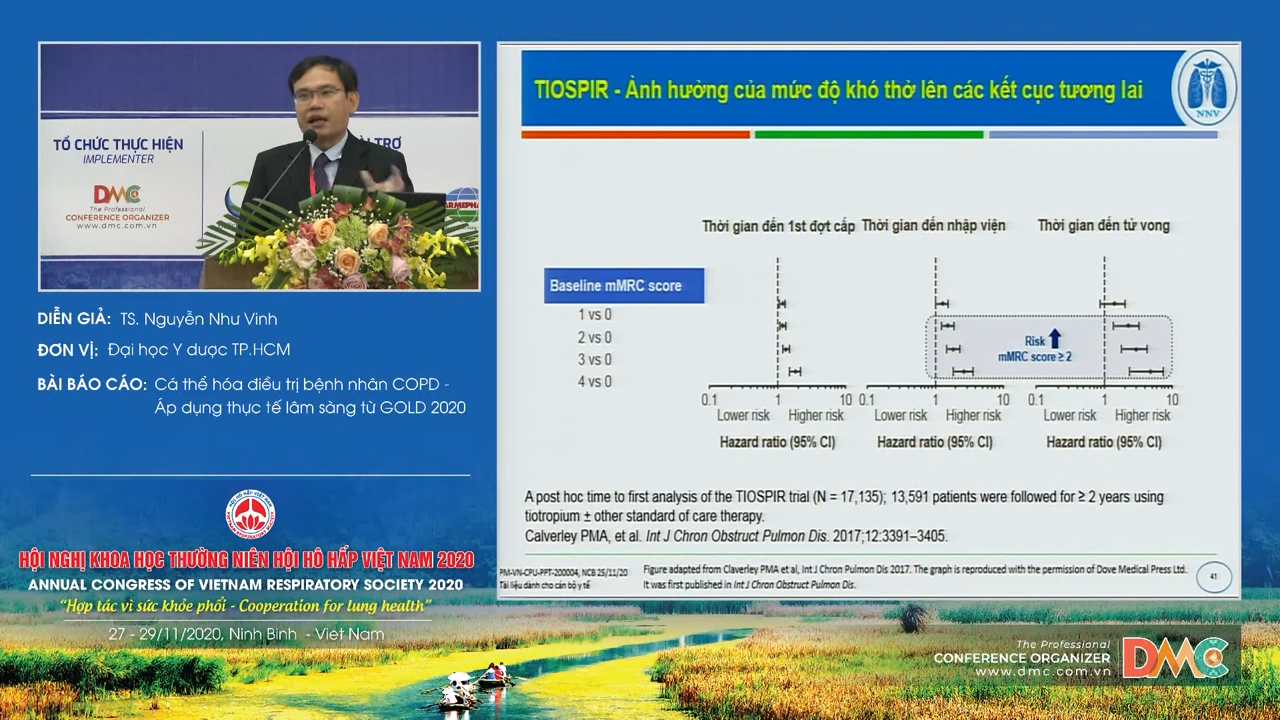 TỔ CHỨC THỰC HIỆN
IMPLEMENTER
DMC
The Professional
CONFERENCE ORGANIZER
www.dmc.com.vn
TRỢ
DIỄN GIẢ: TS. Nguyễn Như Vinh
ĐƠN VỊ: Đại học Y dược TP.HCM
BÀI BÁO CÁO: Cá thể hóa điều trị bệnh nhân COPD -
Áp dụng thực tế lâm sàng từ GOLD 2020
HỘI NGHỊ KHOA HỌC THƯỜNG NIÊN HỘI HÔ HẤP VIỆT NAM 2020
ANNUAL CONGRESS OF VIETNAM RESPIRATORY SOCIETY 2020
“Hợp tác vì sức khỏe phổi - Cooperation for lung health”
27 - 29/11/2020, Ninh Bình - Viet Nam
TIOSPIR - Ảnh hưởng của mức độ khó thở lên các kết cục tương lai
NNV
Thời gian đến 1st đợt cấp Thời gian đến nhập viện Thời gian đến tử vong
Baseline mMRC score
1 vs 0
2 vs 0
3 vs 0
4 vs 0
Risk
mMRC score ≥ 2
0.1 1 10 0.1 1 10 0.1 1 10
Lower risk Higher risk Lower risk Higher risk Lower risk Higher risk
Hazard ratio (95% CI) Hazard ratio (95% CI) Hazard ratio (95% CI)
A post hoc time to first analysis of the TIOSPIR trial (N = 17,135); 13,591 patients were followed for ≥ 2 years using
tiotropium ± other standard of care therapy.
Calverley PMA, et al. Int J Chron Obstruct Pulmon Dis. 2017;12:3391–3405.
PM-VN-CPU-PPT-200004, NCB 25/11/20
Tài liệu dành cho cán bộ y tế
Figure adapted from Claverley PMA et al, Int J Chron Pulmon Dis 2017. The graph is reproduced with the permission of Dove Medical Press Ltd.
It was first published in Int J Chron Obstruct Pulmon Dis.
41
The Professional
CONFERENCE ORGANIZER
www.dmc.com.vn
DMC